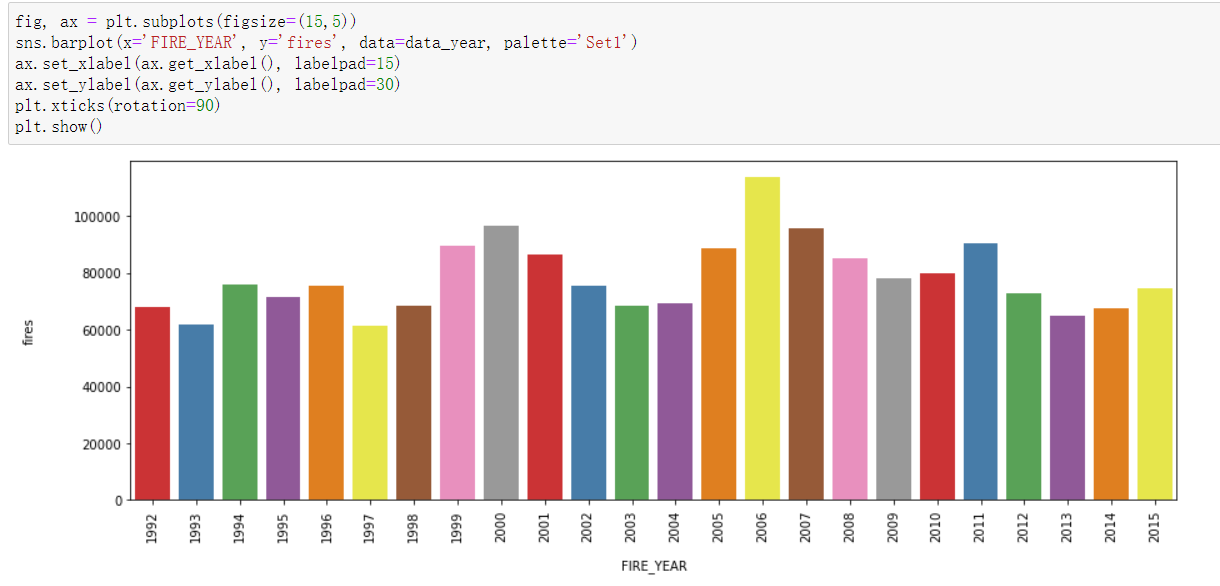 fig, ax = plt.subplots(figsize=(15,5))
sns.barplot(x='FIRE_YEAR', y='fires', data=data_year, palette='Set1')
ax.set_xlabel(ax.get_xlabel(), labelpad=15)
ax.set_ylabel(ax.get_ylabel(), labelpad=30)
plt.xticks(rotation=90)
plt.show()
100000
80000
60000
40000
20000
0
fires
1992 1993 1994 1995 1996 1997 1998 1999 2000 2001 2002 2003 2004 2005 2006 2007 2008 2009 2010 2011 2012 2013 2014 2015
FIRE_YEAR